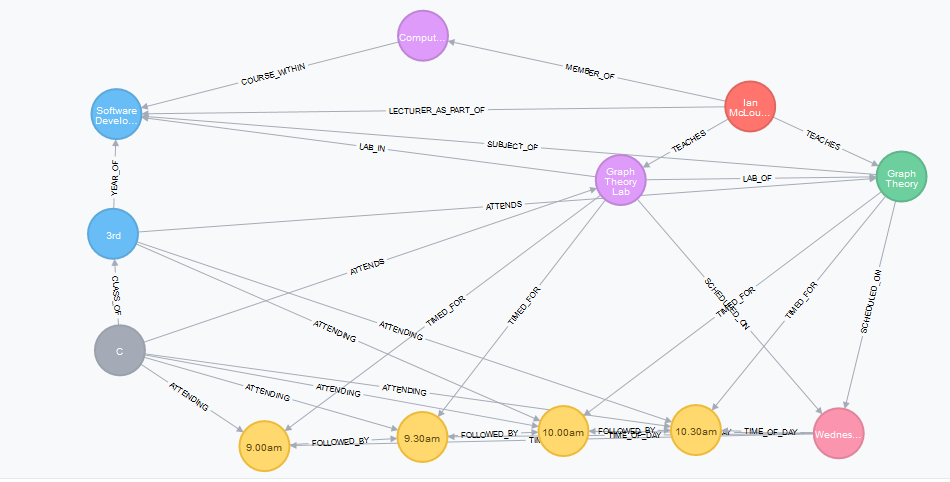 Comput...
COURSE_WITHIN
MEMBER_OF
Software
Develo...
LECTURER_AS_PART_OF
Ian
McLou...
LAB_IN
SUBJECT_OF
TEACHES
TEACHES
YEAR_OF
Graph
Theory
Lab
LAB_OF
Graph
Theory
3rd
ATTENDS
ATTENDS
CLASS_OF
ATTENDING
ATTENDING
TIMED_FOR
TIMED_FOR
SCHEDULED_ON
TIMED_FOR
TIMED_FOR
SCHEDULED_ON
C
ATTENDING
ATTENDING
ATTENDING
ATTENDING
9.00am
FOLLOWED_BY
9.30am
FOLLOWED_BY
10.00am
FOLLOWED_BY
TIME_OF_DAY
10.30am
TIME_OF_DAY
Wednes...